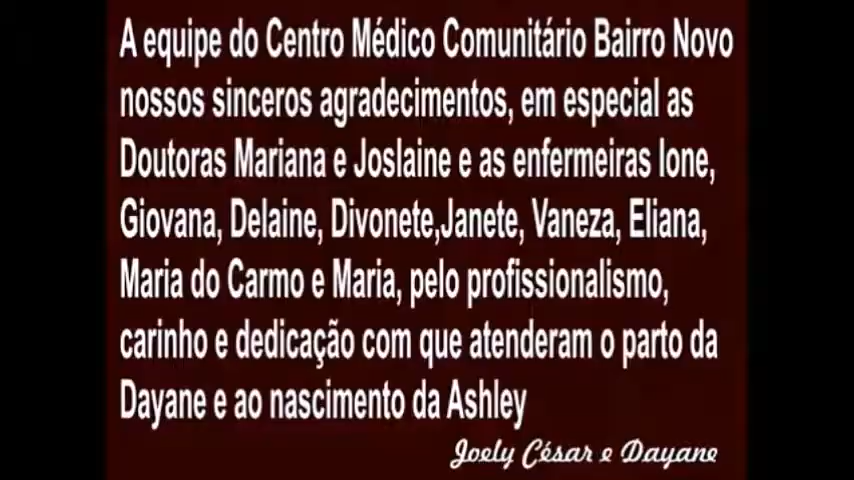 A equipe do Centro Médico Comunitário Bairro Novo
nossos sinceros agradecimentos, em especial as
Doutoras Mariana e Joslaine e as enfermeiras Ione,
Giovana, Delaine, Divonete,Janete, Vaneza, Eliana,
Maria do Carmo e Maria, pelo profissionalismo,
carinho e dedicação com que atenderam o parto da
Dayane e ao nascimento da Ashley
Joely César e Dayane